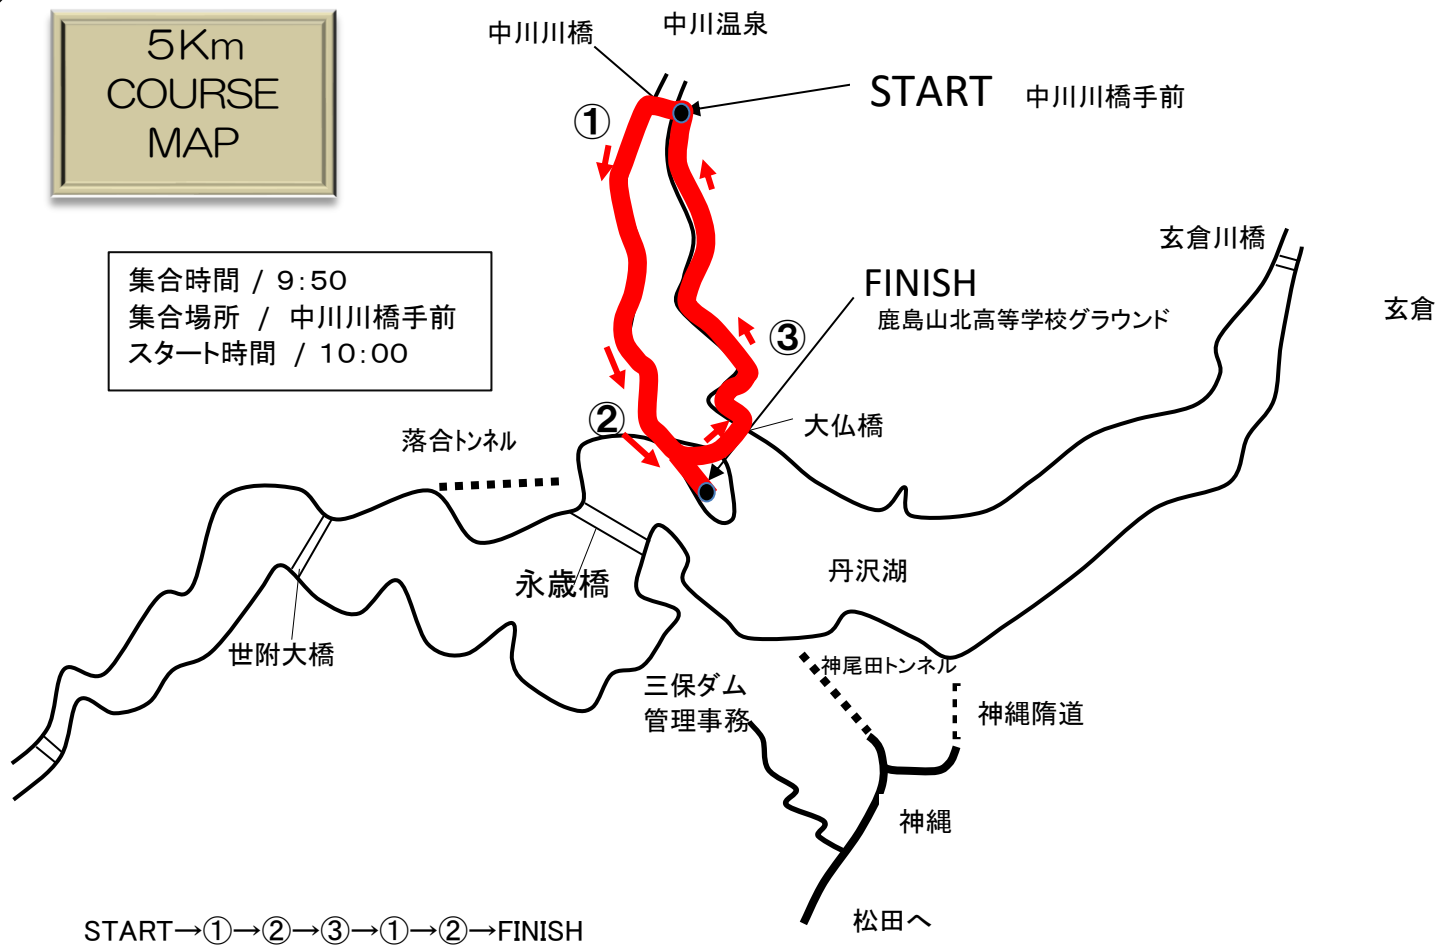 5Km
COURSE
MAP
中川川橋
中川温泉
START 中川川橋手前
①
集合時間 / 9:50
集合場所 / 中川川橋手前
スタート時間 / 10:00
玄倉川橋
玄倉
FINISH
鹿島山北高等学校グラウンド
③
②
大仏橋
落合トンネル
丹沢湖
永歳橋
世附大橋
神尾田トンネル
三保ダム
管理事務
神縄隋道
神縄
松田へ
START→①→②→③→①→②→FINISH